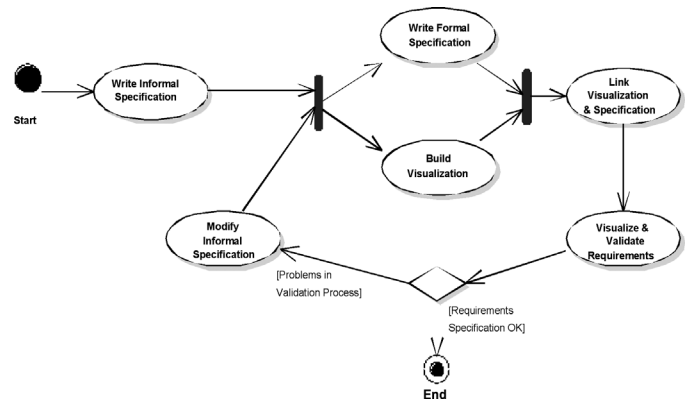 Write Formal
Specification
Write Informal
Specification
Start
Link
Visualization
& Specification
Build
Visualization
Modify
Informal
Specification
Visualize &
Validate
Requirements
[Problems in
Validation Process]
[Requirements
Specification OK]
End